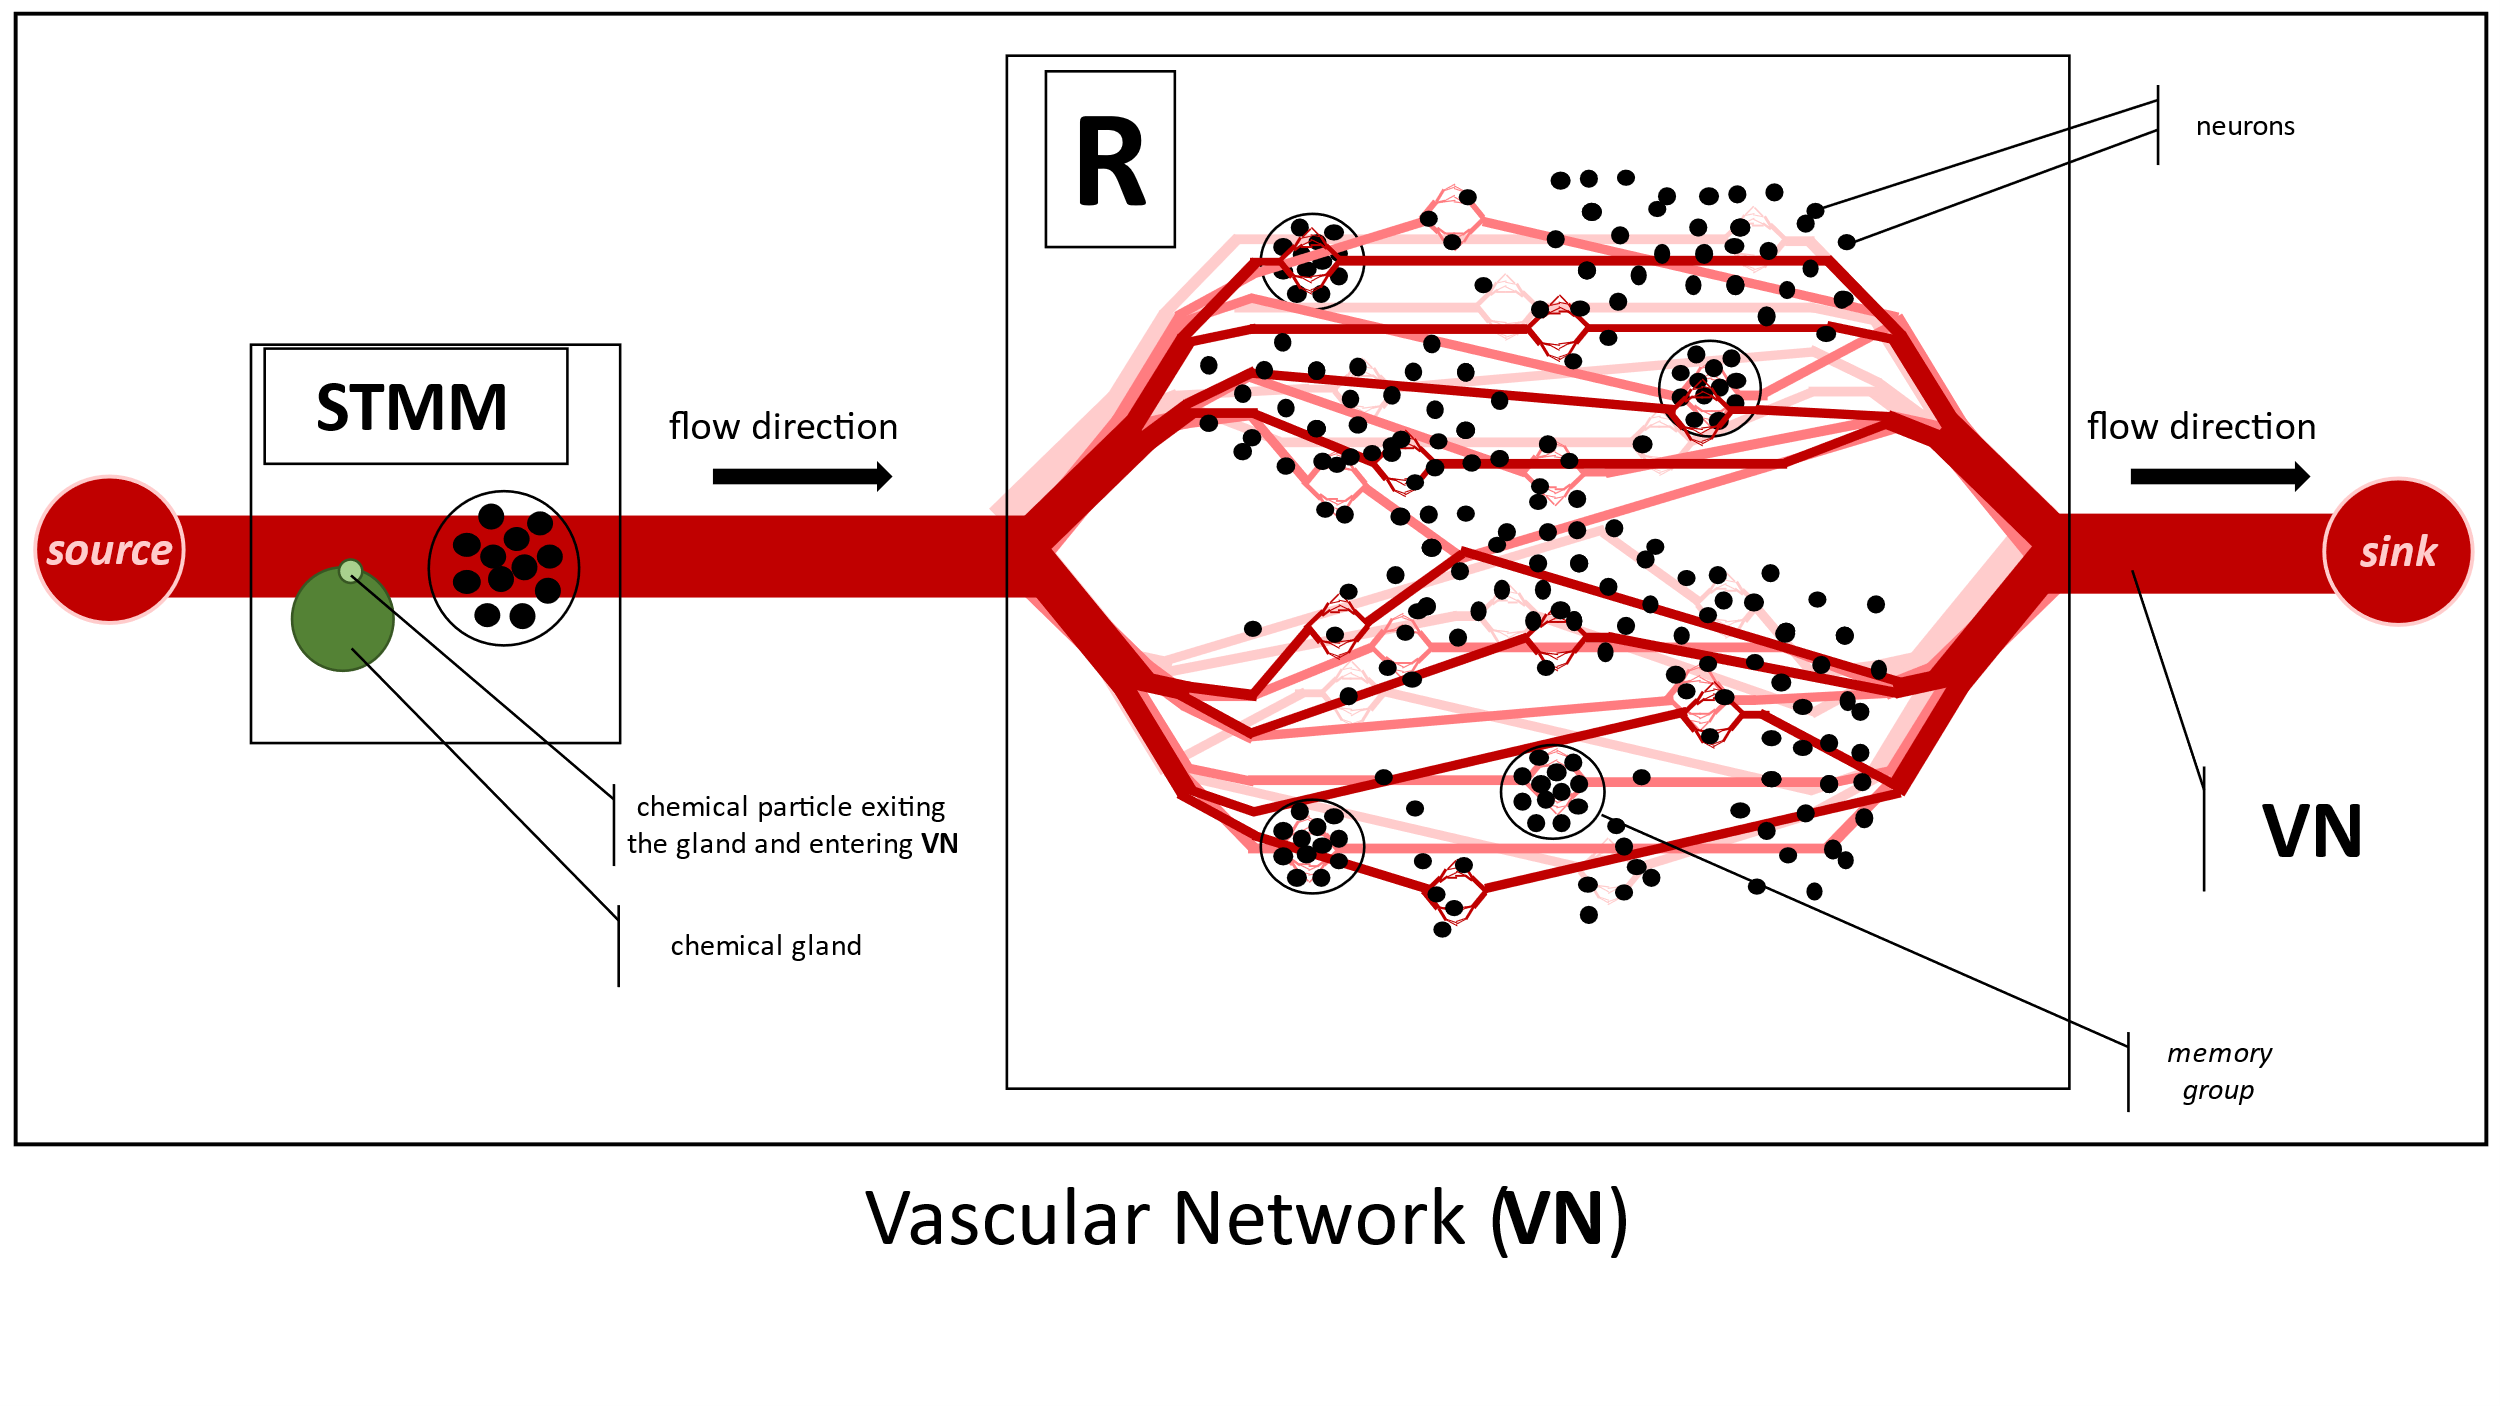 R
neurons
STMM
flow direction
flow direction
source
sink
chemical particle exiting
the gland and entering VN
VN
chemical gland
memory
group
Vascular Network (VN)